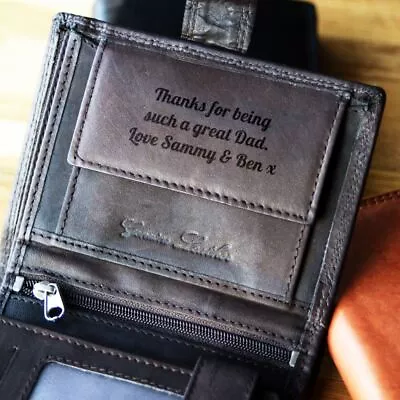 Thanks for being
such a great Dad.
Love Sammy & Ben x